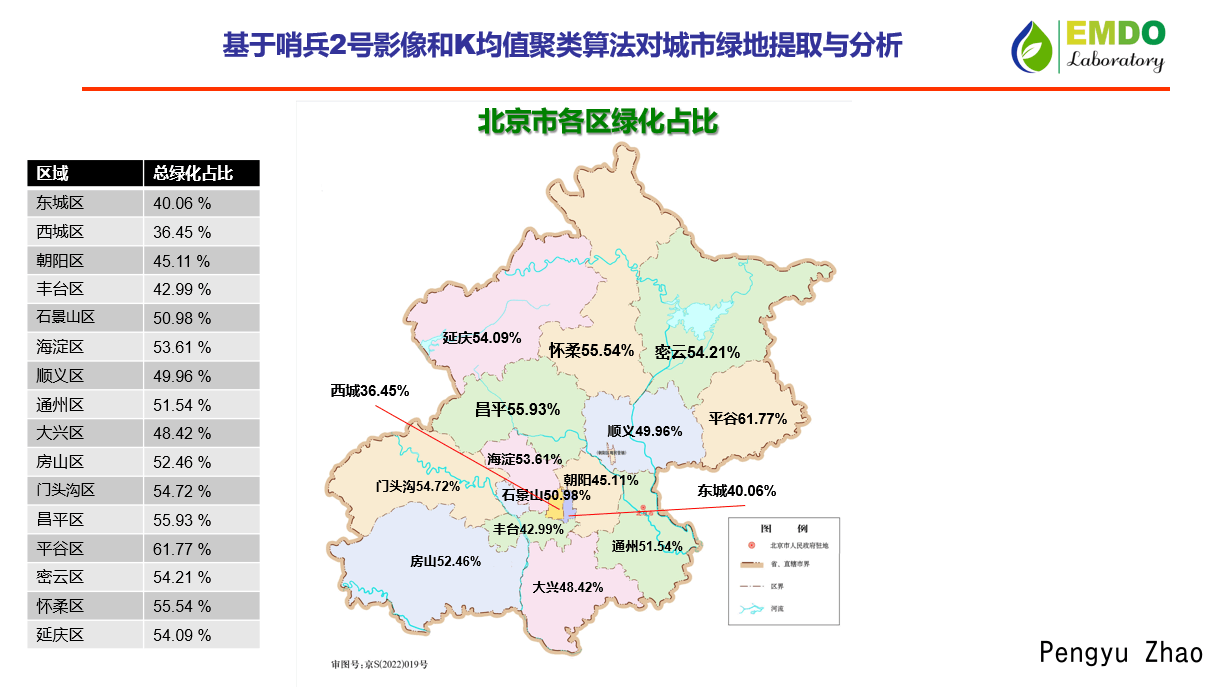 基于哨兵2号影像和K均值聚类算法对城市绿地提取与分析
EMDO
Laboratory
北京市各区绿化占比
区域 总绿化占比
东城区 40.06 %
西城区 36.45 %
朝阳区 45.11 %
丰台区 42.99 %
石景山区 50.98 %
海淀区 53.61 %
顺义区 49.96 %
通州区 51.54 %
大兴区 48.42 %
房山区 52.46 %
门头沟区 54.72 %
昌平区 55.93 %
平谷区 61.77 %
密云区 54.21 %
怀柔区 55.54 %
延庆区 54.09 %
延庆54.09%
怀柔55.54%
密云54.21%
西城36.45%
昌平55.93%
平谷61.77%
顺义49.96%
海淀53.61%
朝阳45.11%
门头沟54.72%
石景山50.98%
东城40.06%
丰台42.99%
通州51.54%
房山52.46%
大兴48.42%
图 例
北京市人民政府驻地
省、直辖市界
区界
河流
审图号:京S(2022)019号
Pengyu Zhao